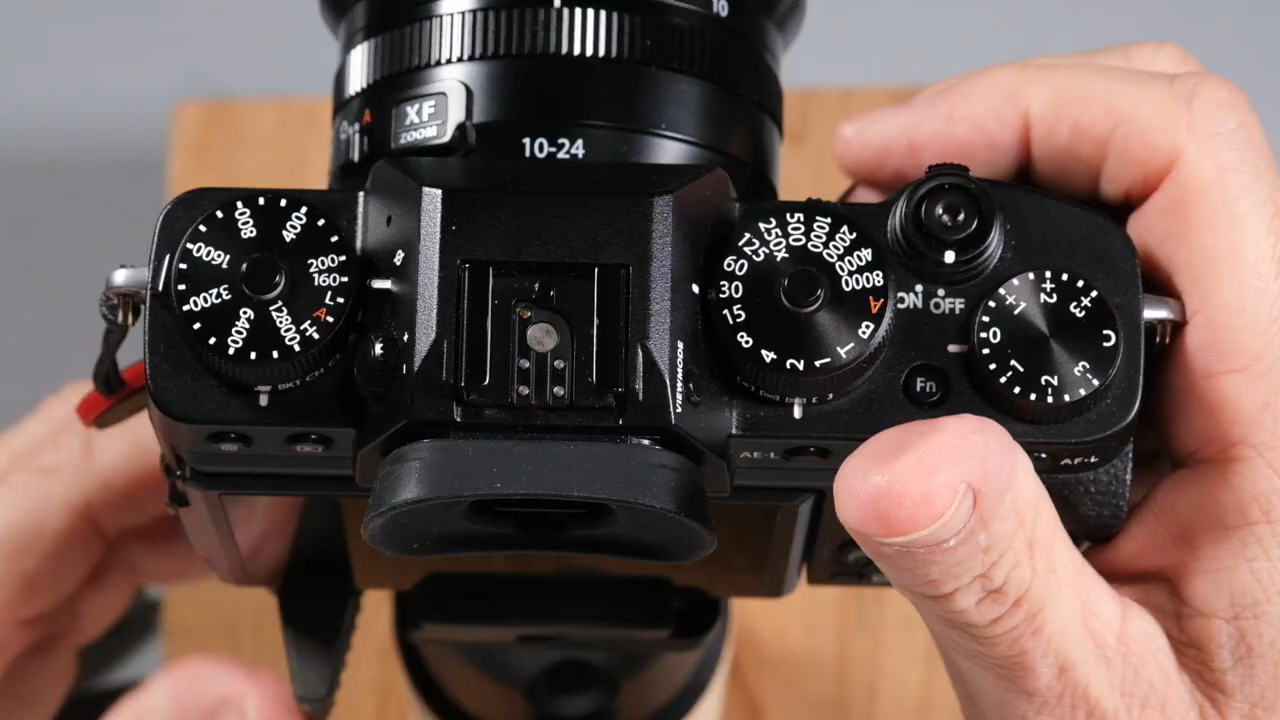 10
A
XF
ZOOM
10-24
400
800
1600
3200
6400
12800
H
A
L
160
200
BKT CH
VIEWMODE
8000
4000
2000
1000
500
250x
125
60
30
15
8
4
2
1
T
B
A
ON OFF
Fn
+3
+2
+1
0
-1
-2
-3
C
AE-L
AF-L